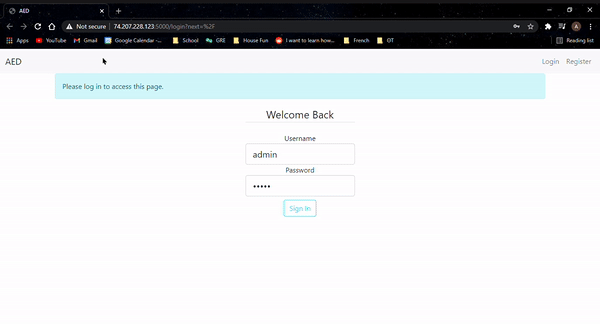 AED
Not secure | 74.207.228.123:5000/login?next=%2F
Apps YouTube Gmail Google Calendar -... School GRE House Fun I want to learn how... French OT Reading list
AED Login Register
Please log in to access this page.
Welcome Back
Username
admin
Password
•••••
Sign In